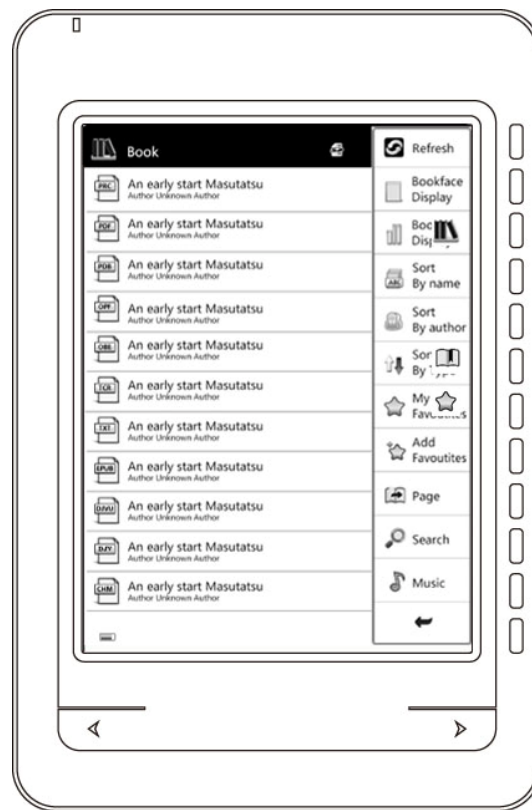 Book
PRC
An early start Masutatsu
Author Unknown Author
PDF
An early start Masutatsu
Author Unknown Author
PDB
An early start Masutatsu
Author Unknown Author
OPF
An early start Masutatsu
Author Unknown Author
OBE
An early start Masutatsu
Author Unknown Author
TCR
An early start Masutatsu
Author Unknown Author
TXT
An early start Masutatsu
Author Unknown Author
EPUB
An early start Masutatsu
Author Unknown Author
DJVU
An early start Masutatsu
Author Unknown Author
DJY
An early start Masutatsu
Author Unknown Author
CHM
An early start Masutatsu
Author Unknown Author
Refresh
Bookface
Display
ABC
Sort
By name
Sort
By author
By
My
Add
Favoutites
Page
Search
Music